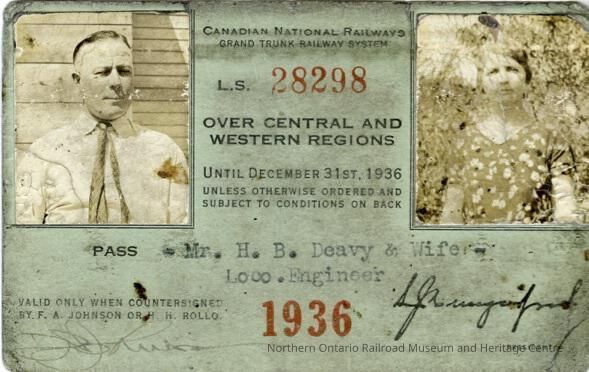 CANADIAN NATIONAL RAILWAYS
GRAND TRUNK RAILWAY SYSTEM
L.S. 28298
OVER CENTRAL AND
WESTERN REGIONS
UNTIL DECEMBER 31ST, 1936
UNLESS OTHERWISE ORDERED AND
SUBJECT TO CONDITIONS ON BACK
PASS - Mr. H. B. Deavy & Wife -
Loco.Engineer
VALID ONLY WHEN COUNTERSIGNED
BY F. A. JOHNSON OR H. H. ROLLO.
1936
Northern Ontario Railroad Museum and Heritage Centre